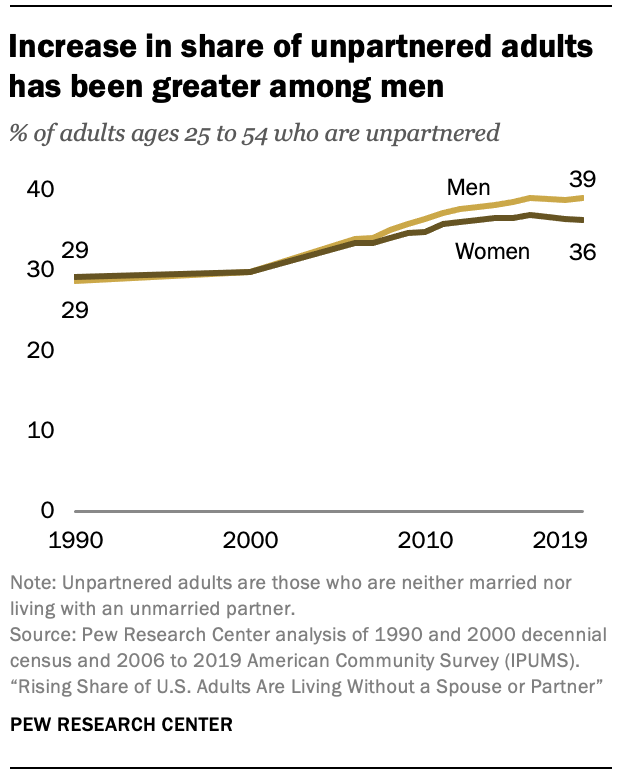 Increase in share of unpartnered adults
has been greater among men
% of adults ages 25 to 54 who are unpartnered
40
Men
39
29
Women
36
30
29
20
10
0
1990
2000
2010
2019
Note: Unpartnered adults are those who are neither married nor
living with an unmarried partner.
Source: Pew Research Center analysis of 1990 and 2000 decennial
census and 2006 to 2019 American Community Survey (IPUMS).
“Rising Share of U.S. Adults Are Living Without a Spouse or Partner”
PEW RESEARCH CENTER